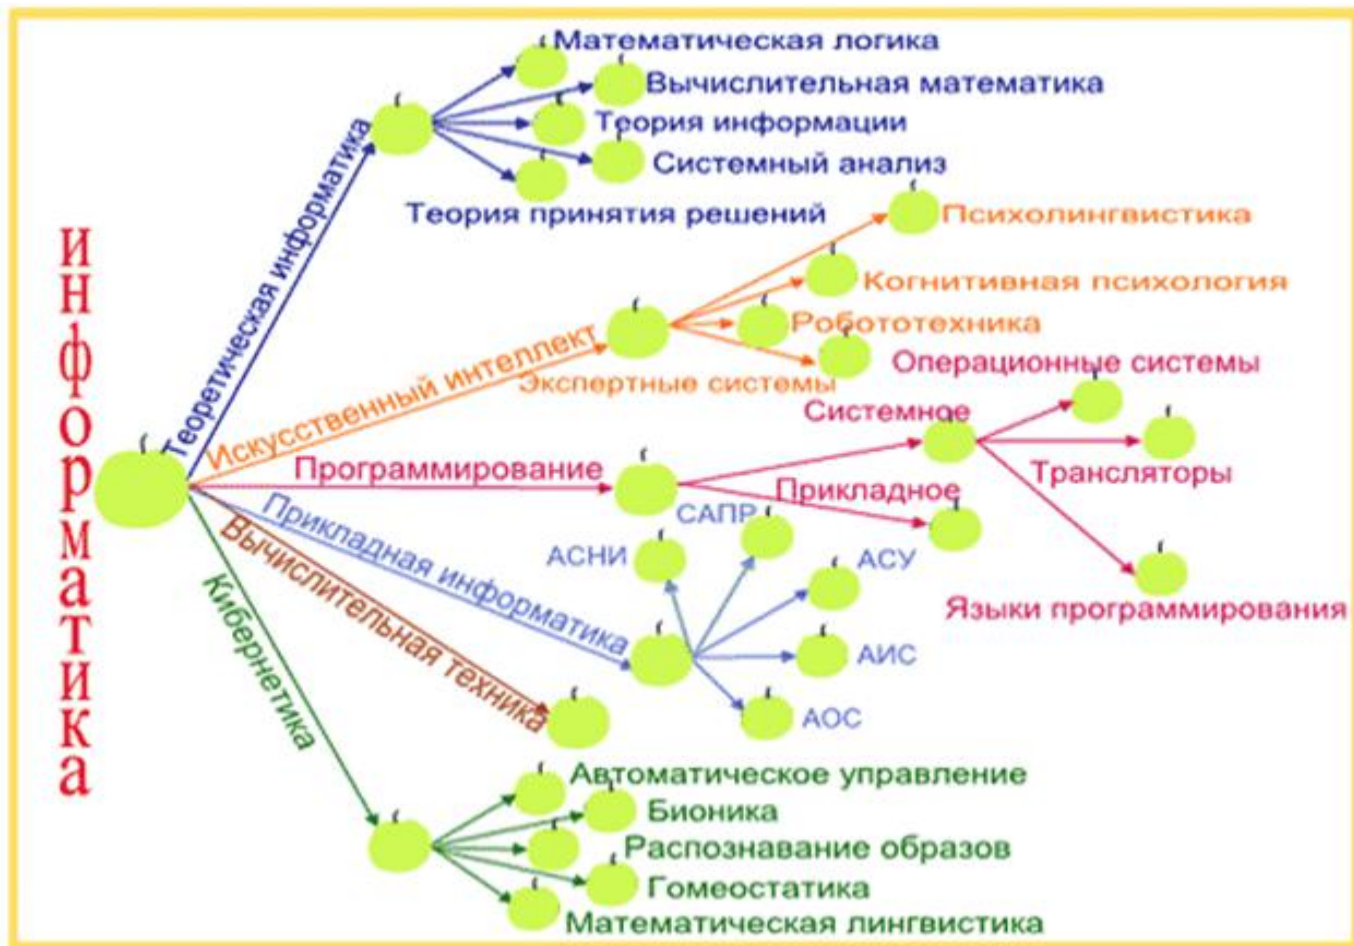 информатика
Теоретическая информатика
Математическая логика
Вычислительная математика
Теория информации
Системный анализ
Теория принятия решений
Искусственный интеллект
Психолингвистика
Когнитивная психология
Робототехника
Экспертные системы
Программирование
Системное
Операционные системы
Трансляторы
Языки программирования
Прикладное
Прикладная информатика
АСНИ
САПР
АСУ
АИС
АОС
Вычислительная техника
Кибернетика
Автоматическое управление
Бионика
Распознавание образов
Гомеостатика
Математическая лингвистика